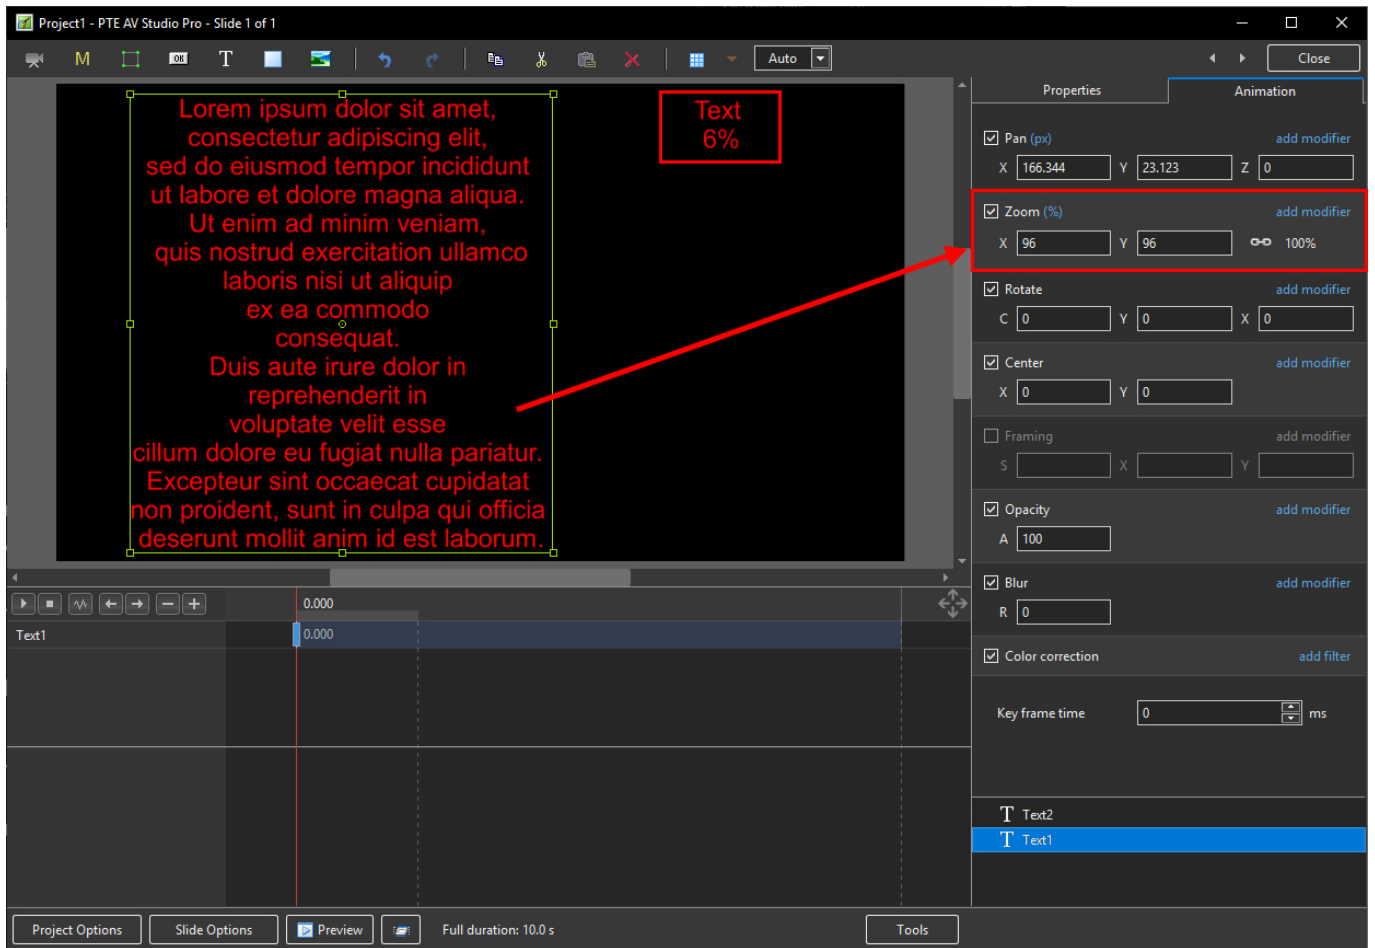 Project1 - PTE AV Studio Pro - Slide 1 of 1
M OK T Auto Close
Lorem ipsum dolor sit amet,
consectetur adipiscing elit,
sed do eiusmod tempor incididunt
ut labore et dolore magna aliqua.
Ut enim ad minim veniam,
quis nostrud exercitation ullamco
laboris nisi ut aliquip
ex ea commodo
consequat.
Duis aute irure dolor in
reprehenderit in
voluptate velit esse
cillum dolore eu fugiat nulla pariatur.
Excepteur sint occaecat cupidatat
non proident, sunt in culpa qui officia
deserunt mollit anim id est laborum.
Text
6%
Properties Animation
Pan (px) add modifier
X 166.344 Y 23.123 Z 0
Zoom (%) add modifier
X 96 Y 96 100%
Rotate add modifier
C 0 Y 0 X 0
Center add modifier
X 0 Y 0
Framing add modifier
S X Y
Opacity add modifier
A 100
Blur add modifier
R 0
Color correction add filter
Key frame time 0 ms
T Text2
T Text1
0.000
Text1 0.000
Project Options Slide Options Preview Full duration: 10.0 s Tools